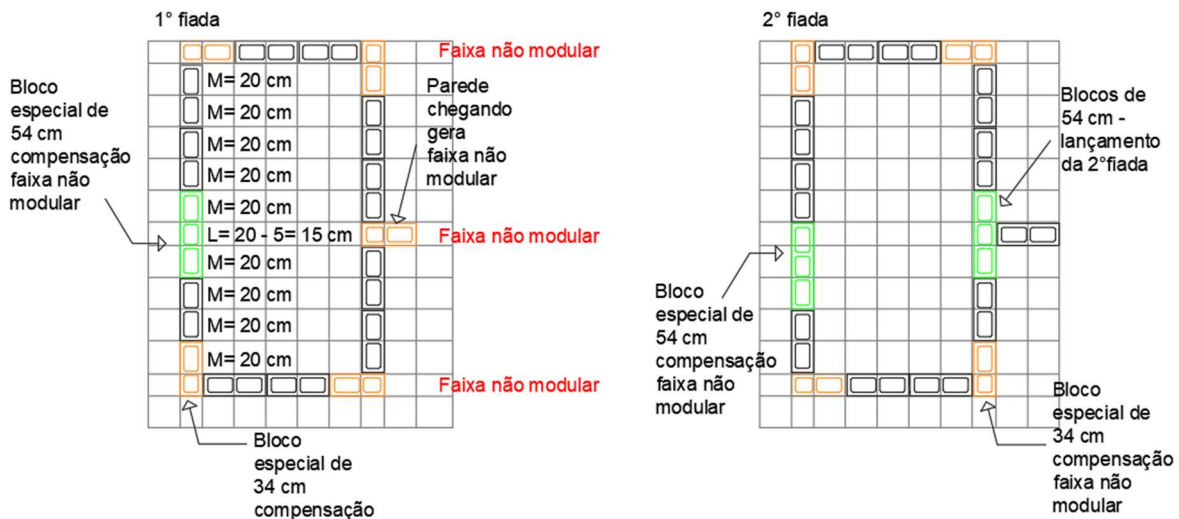 1° fiada
Faixa não modular
Bloco
especial de
54 cm
compensação
faixa não
modular
M= 20 cm
M= 20 cm
M= 20 cm
M= 20 cm
M= 20 cm
L= 20 - 5= 15 cm
M= 20 cm
M= 20 cm
M= 20 cm
Parede
chegando
gera
faixa não
modular
Faixa não modular
Faixa não modular
Bloco
especial de
34 cm
compensação
2° fiada
Blocos de
54 cm -
lançamento
da 2°fiada
Bloco
especial de
54 cm
compensação
faixa não
modular
Bloco
especial de
34 cm
compensação
faixa não
modular